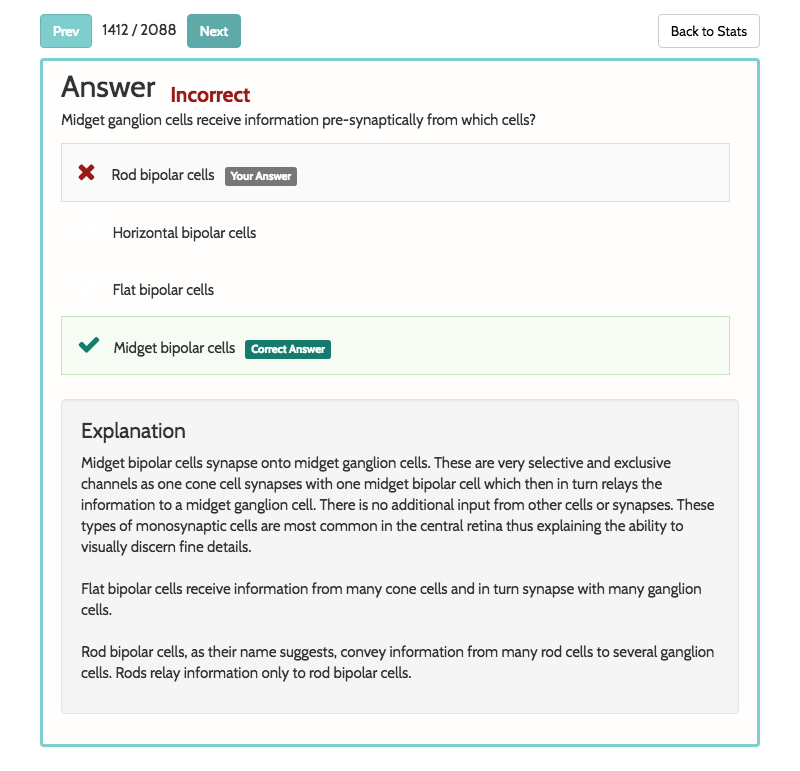 Prev 1412 / 2088 Next Back to Stats
Answer Incorrect
Midget ganglion cells receive information pre-synaptically from which cells?
Rod bipolar cells Your Answer
Horizontal bipolar cells
Flat bipolar cells
Midget bipolar cells Correct Answer
Explanation
Midget bipolar cells synapse onto midget ganglion cells. These are very selective and exclusive
channels as one cone cell synapses with one midget bipolar cell which then in turn relays the
information to a midget ganglion cell. There is no additional input from other cells or synapses. These
types of monosynaptic cells are most common in the central retina thus explaining the ability to
visually discern fine details.
Flat bipolar cells receive information from many cone cells and in turn synapse with many ganglion
cells.
Rod bipolar cells, as their name suggests, convey information from many rod cells to several ganglion
cells. Rods relay information only to rod bipolar cells.